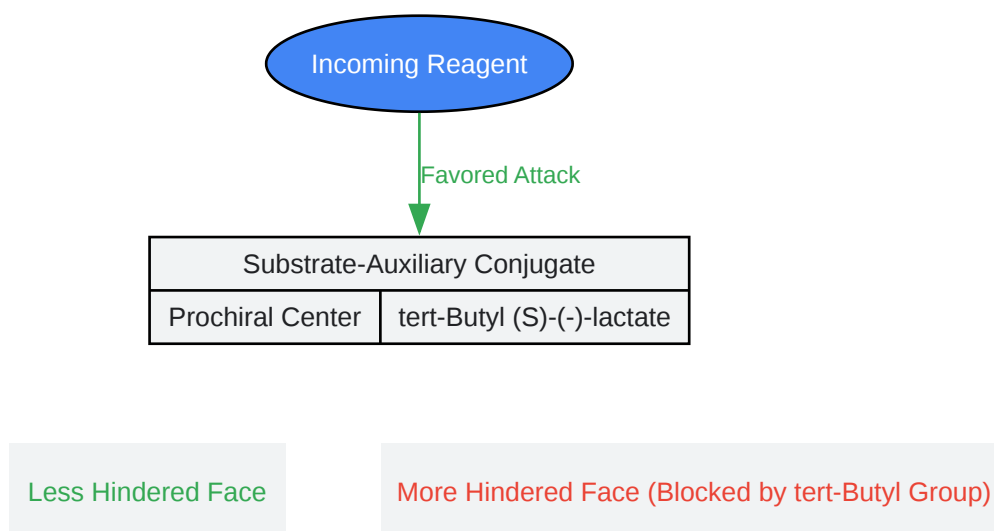 Incoming Reagent
Favored Attack
Substrate-Auxiliary Conjugate
Prochiral Center
tert-Butyl (S)-(-)-lactate
Less Hindered Face
More Hindered Face (Blocked by tert-Butyl Group)